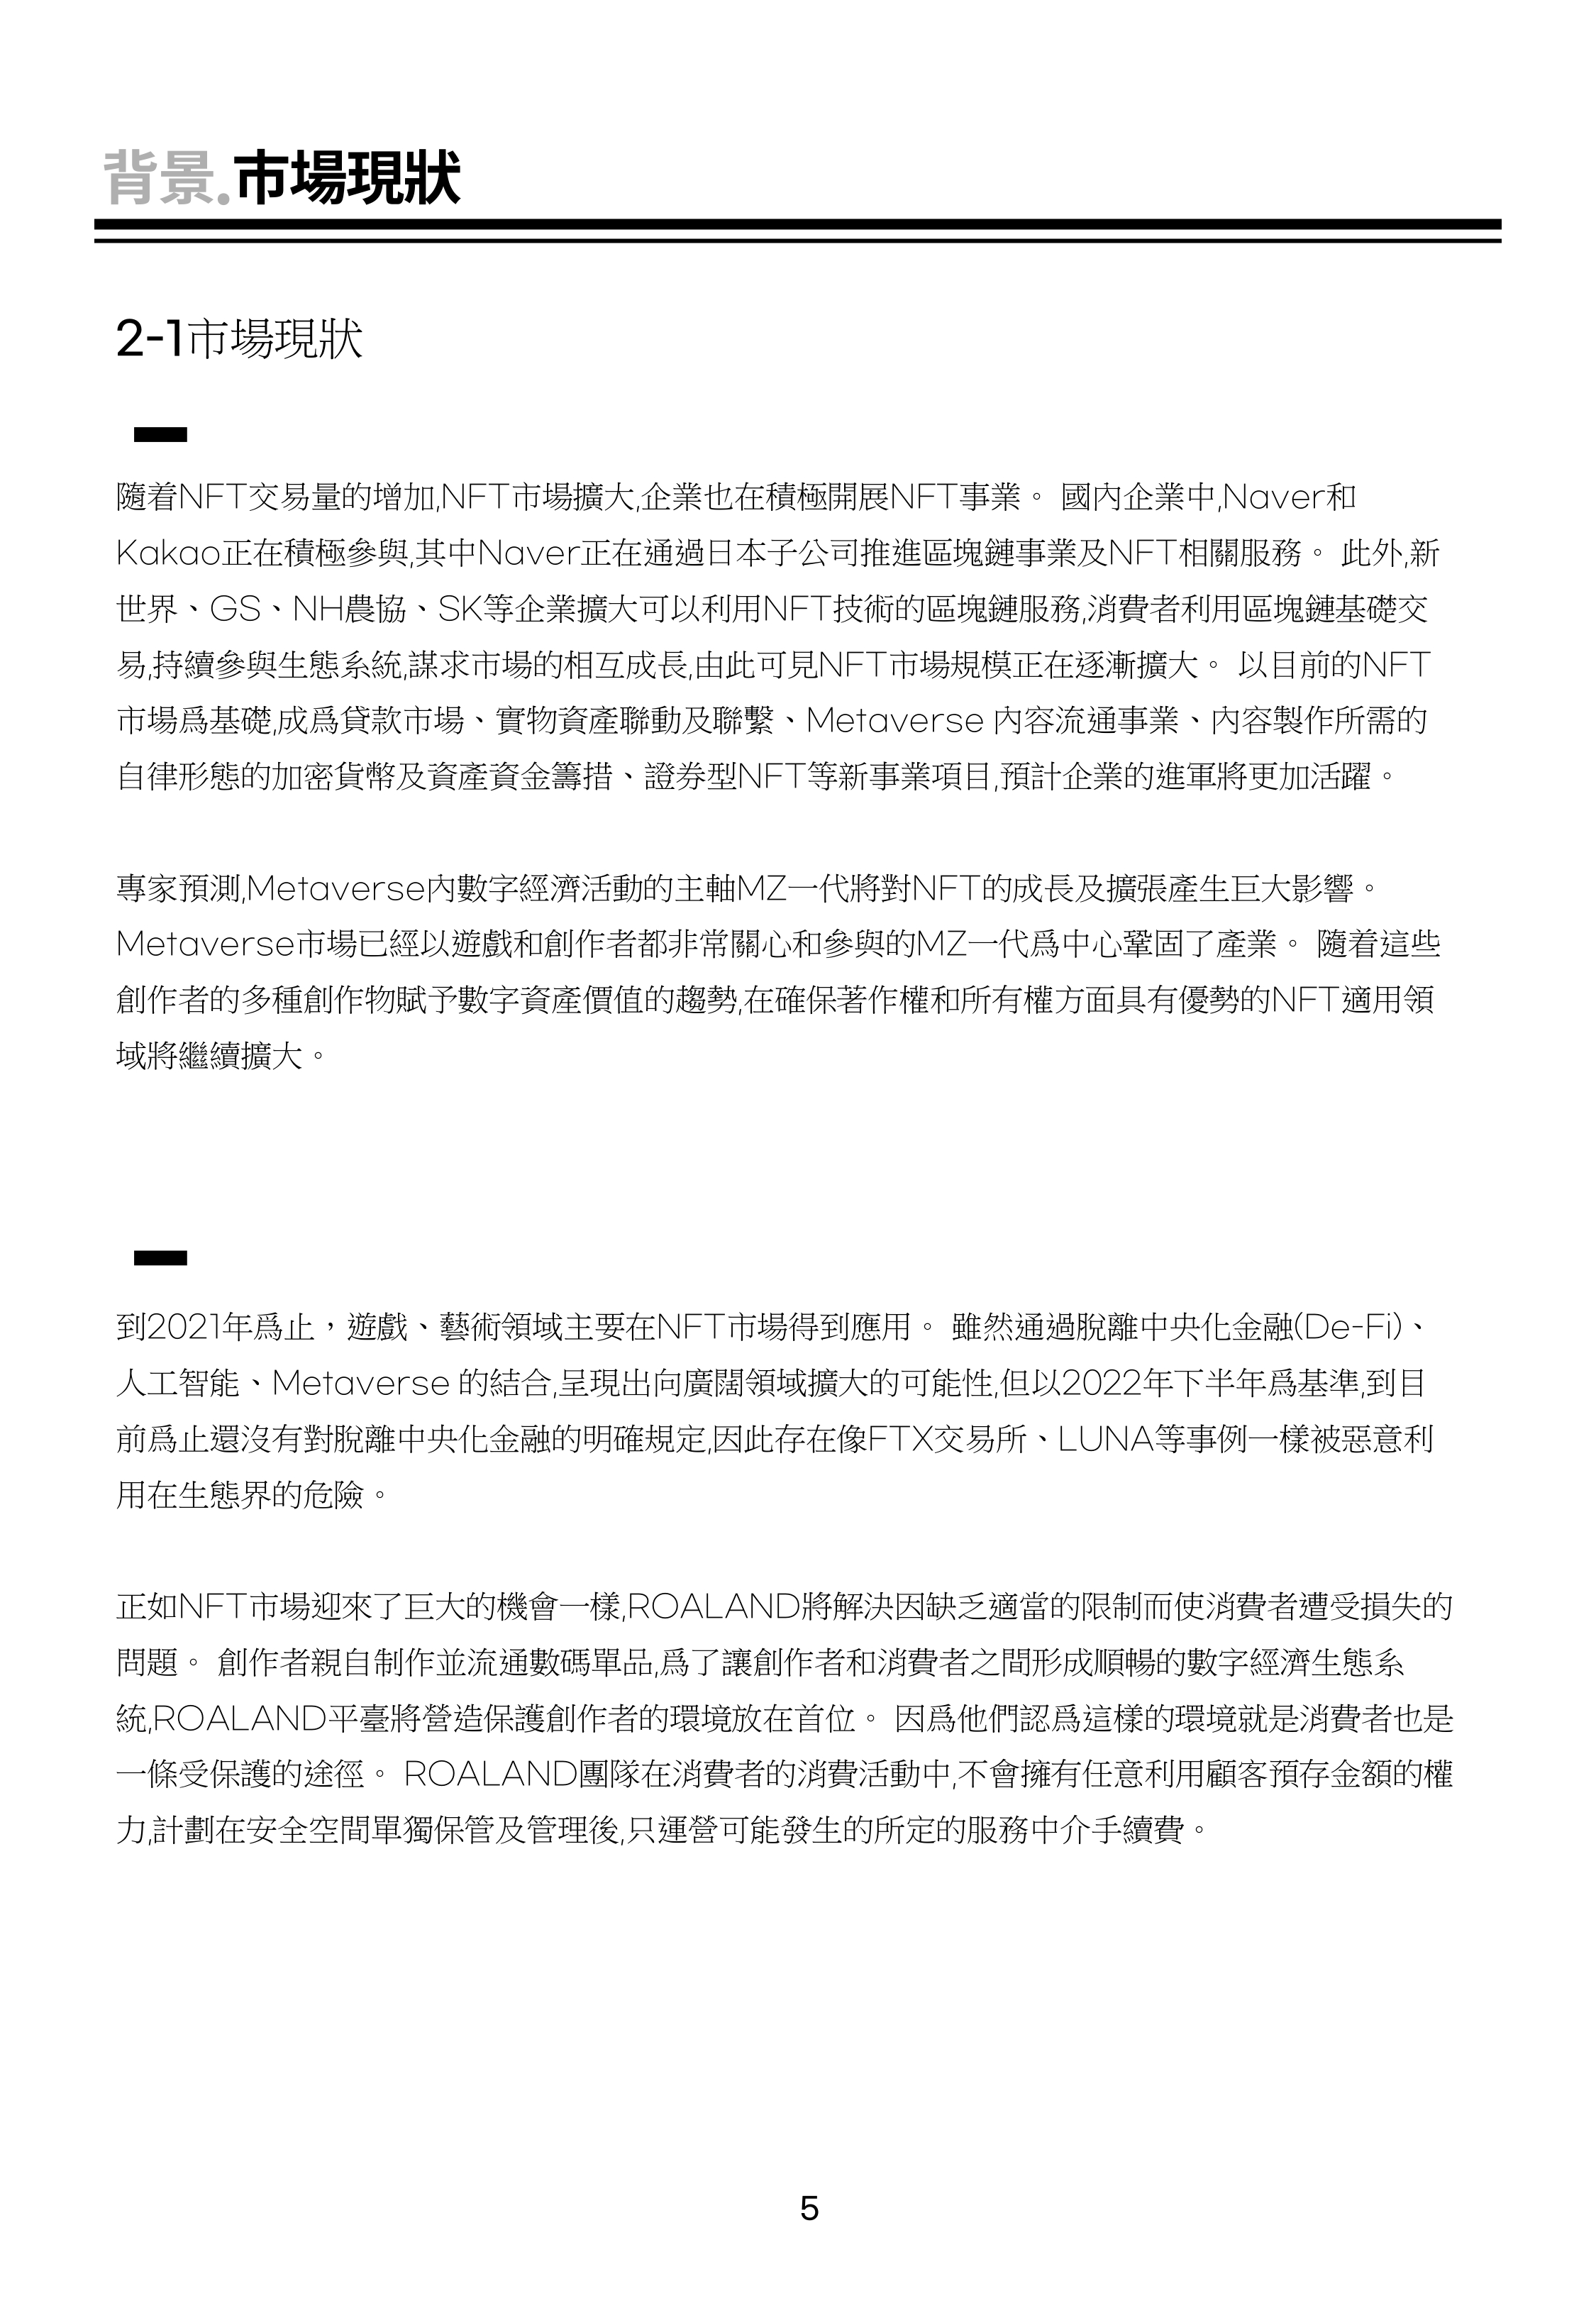 背景.市場現狀
2-1市場現狀
隨着NFT交易量的增加,NFT市場擴大,企業也在積極開展NFT事業。 國內企業中,Naver和
Kakao正在積極參與,其中Naver正在通過日本子公司推進區塊鏈事業及NFT相關服務。 此外,新
世界、GS、NH農協、SK等企業擴大可以利用NFT技術的區塊鏈服務,消費者利用區塊鏈基礎交
易,持續參與生態系統,謀求市場的相互成長,由此可見NFT市場規模正在逐漸擴大。 以目前的NFT
市場爲基礎,成爲貸款市場、實物資產聯動及聯繫、Metaverse 內容流通事業、內容製作所需的
自律形態的加密貨幣及資產資金籌措、證券型NFT等新事業項目,預計企業的進軍將更加活躍。
專家預測,Metaverse內數字經濟活動的主軸MZ一代將對NFT的成長及擴張產生巨大影響。
Metaverse市場已經以遊戲和創作者都非常關心和參與的MZ一代爲中心鞏固了產業。 隨着這些
創作者的多種創作物賦予數字資產價值的趨勢,在確保著作權和所有權方面具有優勢的NFT適用領
域將繼續擴大。
到2021年爲止，遊戲、藝術領域主要在NFT市場得到應用。 雖然通過脫離中央化金融(De-Fi)、
人工智能、Metaverse 的結合,呈現出向廣闊領域擴大的可能性,但以2022年下半年爲基準,到目
前爲止還沒有對脫離中央化金融的明確規定,因此存在像FTX交易所、LUNA等事例一樣被惡意利
用在生態界的危險。
正如NFT市場迎來了巨大的機會一樣,ROALAND將解決因缺乏適當的限制而使消費者遭受損失的
問題。 創作者親自制作並流通數碼單品,爲了讓創作者和消費者之間形成順暢的數字經濟生態系
統,ROALAND平臺將營造保護創作者的環境放在首位。 因爲他們認爲這樣的環境就是消費者也是
一條受保護的途徑。 ROALAND團隊在消費者的消費活動中,不會擁有任意利用顧客預存金額的權
力,計劃在安全空間單獨保管及管理後,只運營可能發生的所定的服務中介手續費。
5